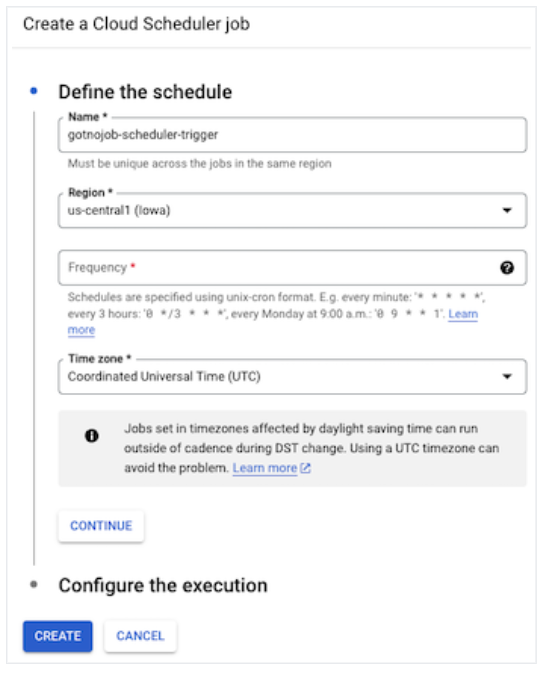 Create a Cloud Scheduler job
Define the schedule
Name *
gotnojob-scheduler-trigger
Must be unique across the jobs in the same region
Region *
us-central1 (Iowa)
Frequency *
Schedules are specified using unix-cron format. E.g. every minute: '* * * * *',
every 3 hours: '0 */3 * * *', every Monday at 9:00 a.m.: '0 9 * * 1'. Learn
more
Time zone *
Coordinated Universal Time (UTC)
Jobs set in timezones affected by daylight saving time can run
outside of cadence during DST change. Using a UTC timezone can
avoid the problem. Learn more
CONTINUE
Configure the execution
CREATE CANCEL